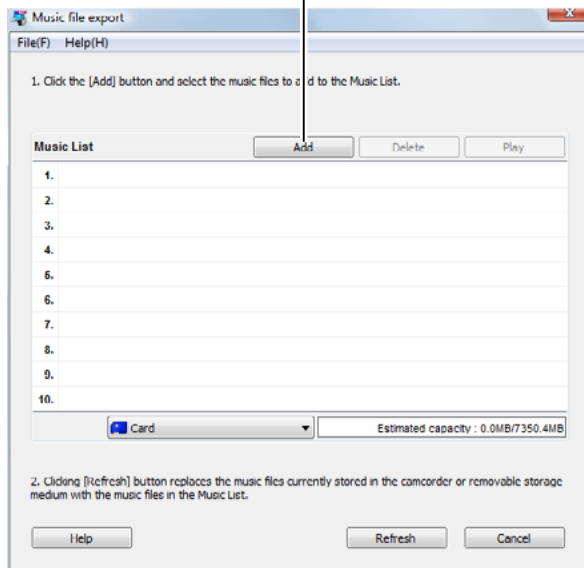 Music file export
File(F) Help(H)
1. Click the [Add] button and select the music files to add to the Music List.
Music List Add Delete Play
1.
2.
3.
4.
5.
6.
7.
8.
9.
10.
Card Estimated capacity : 0.0MB/7350.4MB
2. Clicking [Refresh] button replaces the music files currently stored in the camcorder or removable storage
medium with the music files in the Music List.
Help Refresh Cancel